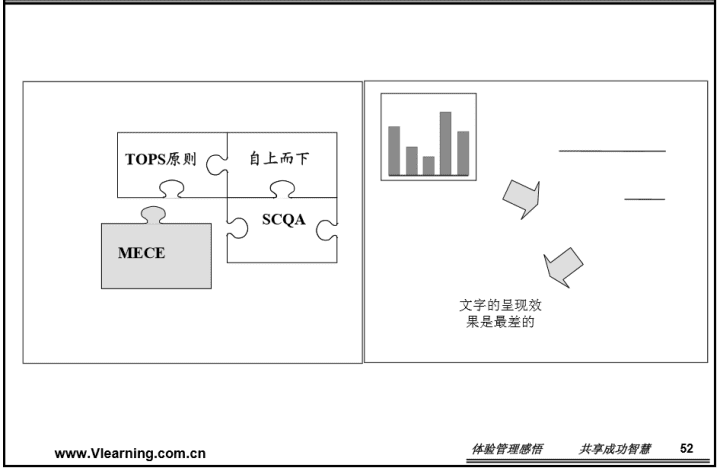 TOPS原则
自上而下
MECE
SCQA
文字的呈现效
果是最差的
www.Vlearning.com.cn
体验管理感悟
共享成功智慧
52